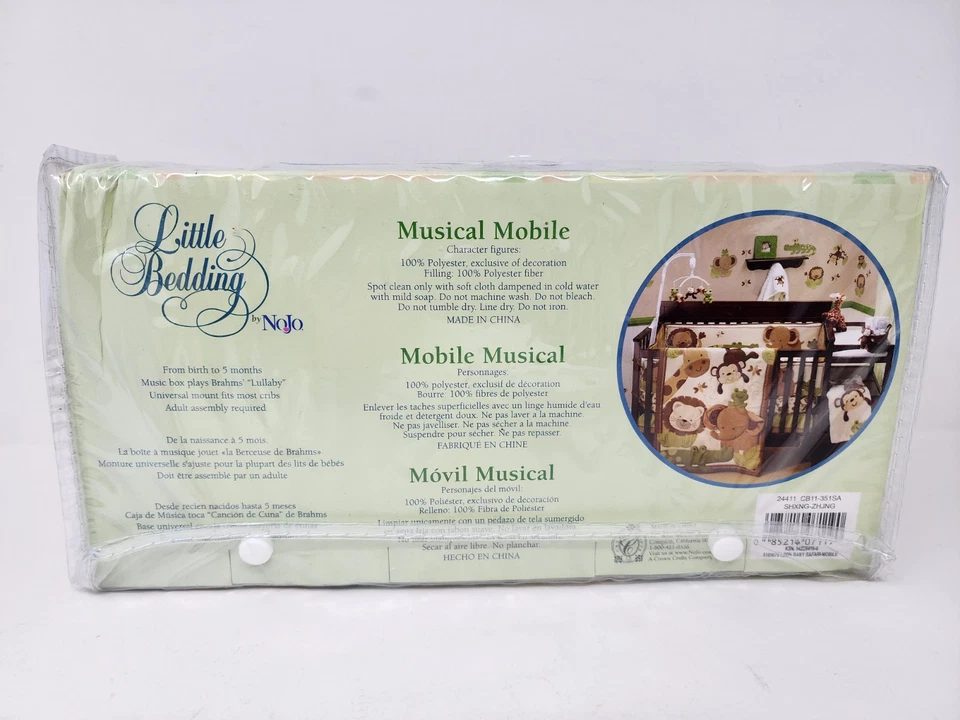 Little
Bedding
by NoJo
From birth to 5 months
Music box plays Brahms' "Lullaby"
Universal mount fits most cribs
Adult assembly required
De la naissance à 5 mois.
La boîte à musique jouet «la Berceuse de Brahms»
Monture universelle s'ajuste pour la plupart des lits de bébés
Doit être assemblé par un adulte
Desde recien nacidos hasta 5 meses
Caja de Música toca "Canción de Cuna" de Brahms
Base universal
Musical Mobile
Character figures:
100% Polyester, exclusive of decoration
Filling: 100% Polyester fiber
Spot clean only with soft cloth dampened in cold water
with mild soap. Do not machine wash. Do not bleach.
Do not tumble dry. Line dry. Do not iron.
MADE IN CHINA
Mobile Musical
Personnages:
100% polyester, exclusif de décoration
Bourre: 100% fibres de polyester
Enlever les taches superficielles avec un linge humide d'eau
froide et détergent doux. Ne pas laver à la machine.
Ne pas javelliser. Ne pas sécher à la machine.
Suspendre pour sécher. Ne pas repasser.
FABRIQUÉ EN CHINE
Móvil Musical
Personajes del móvil:
100% Poliéster, exclusivo de decoración
Relleno: 100% Fibra de Poliéster
Limpiar unicamente con un pedazo de tela sumergido
Secar al aire libre. No planchar.
HECHO EN CHINA
24411 CB11-351SA
SHXNG-ZHJNG